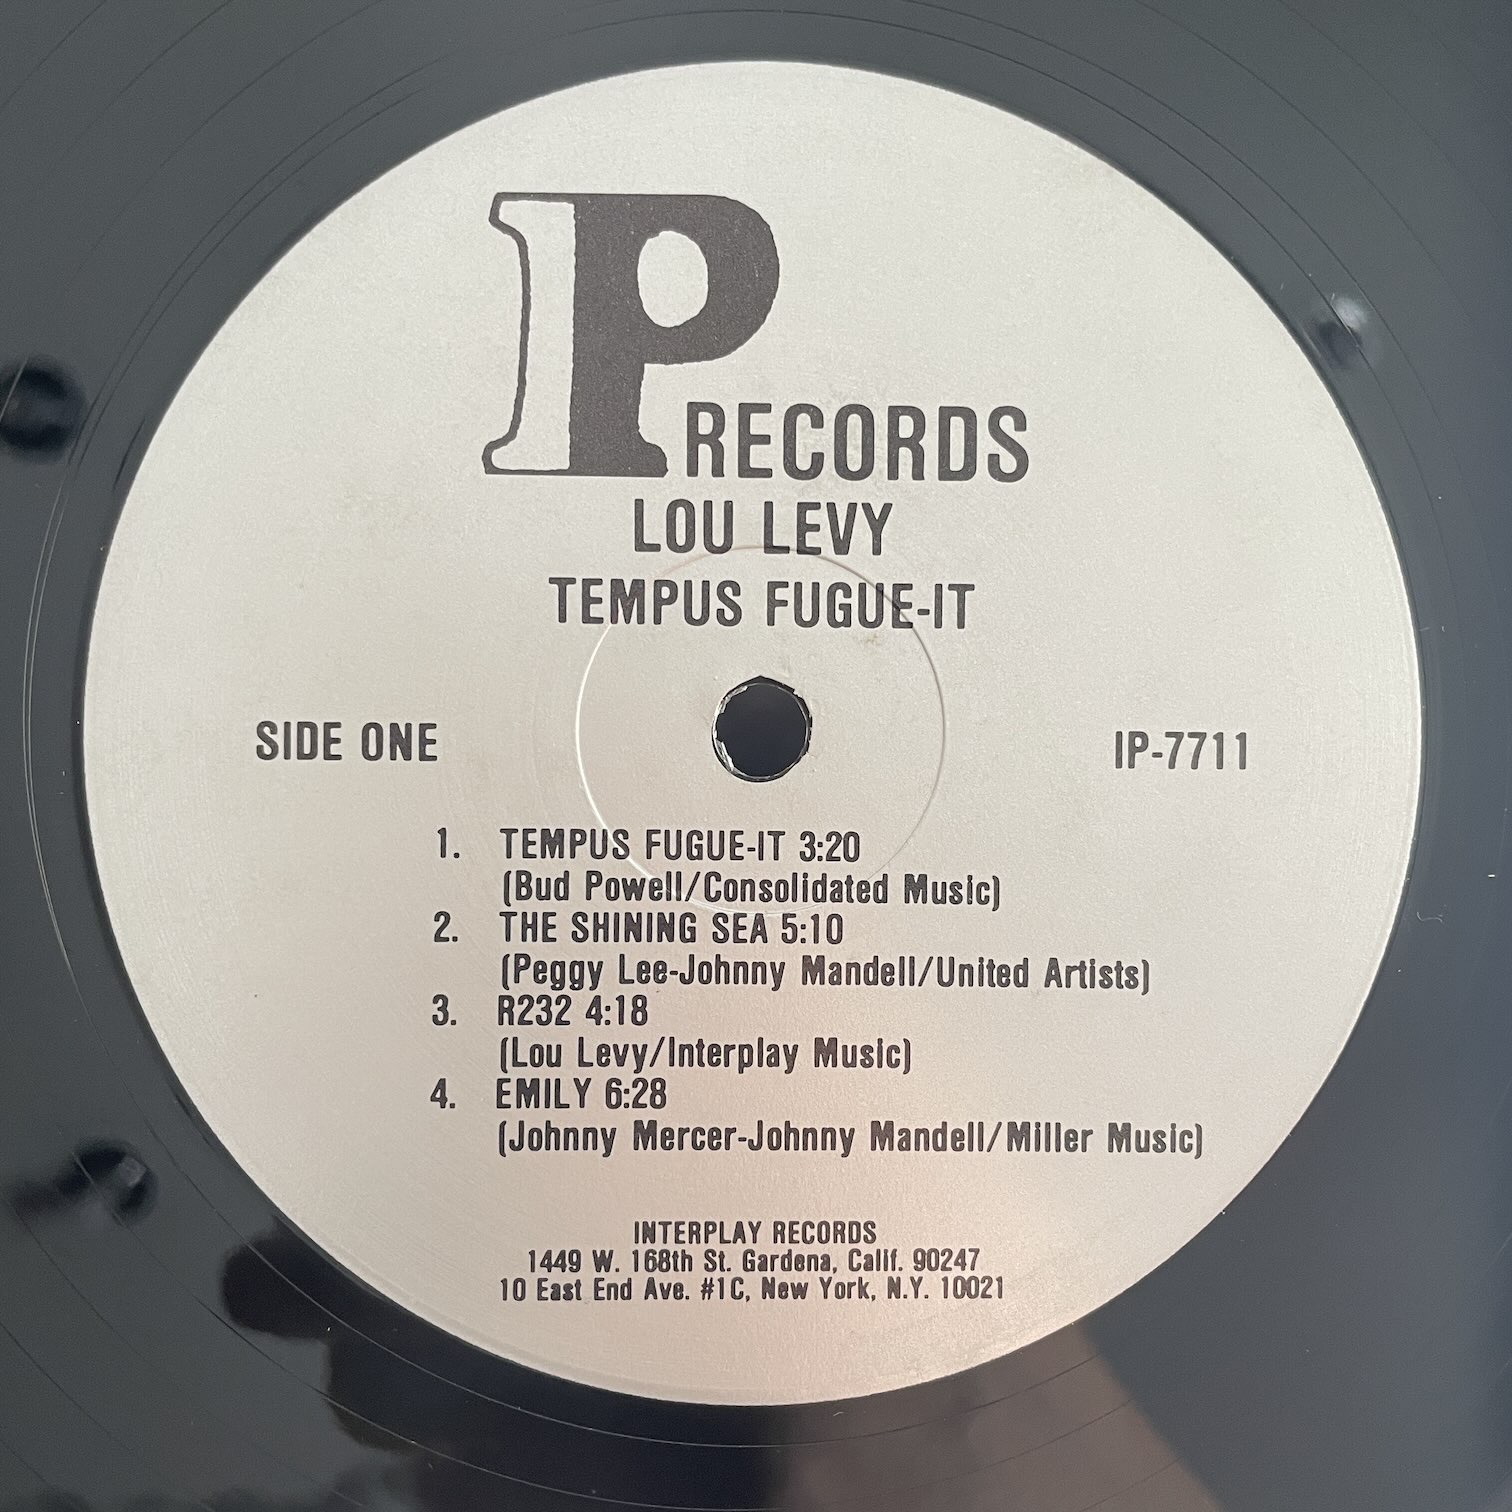 IP RECORDS
LOU LEVY
TEMPUS FUGUE-IT
SIDE ONE
IP-7711
1. TEMPUS FUGUE-IT 3:20
(Bud Powell/Consolidated Music)
2. THE SHINING SEA 5:10
(Peggy Lee-Johnny Mandell/United Artists)
3. R232 4:18
(Lou Levy/Interplay Music)
4. EMILY 6:28
(Johnny Mercer-Johnny Mandell/Miller Music)
INTERPLAY RECORDS
1449 W. 168th St. Gardena, Calif. 90247
10 East End Ave. #1C, New York, N.Y. 10021